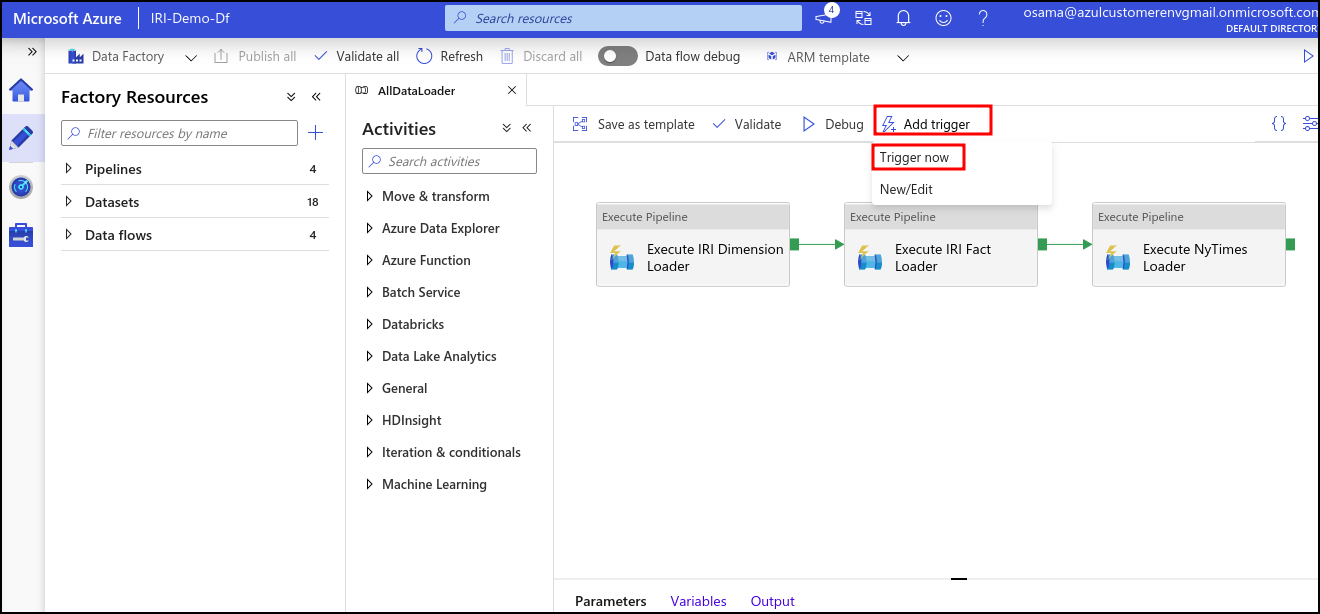 Microsoft Azure
IRI-Demo-Df
Search resources
4
?
osama@azulcustomerenvgmail.onmicrosoft.com
DEFAULT DIRECTOR
Data Factory
Publish all
Validate all
Refresh
Discard all
Data flow debug
ARM template
Factory Resources
Filter resources by name
Pipelines 4
Datasets 18
Data flows 4
AllDataLoader
Activities
Search activities
Move & transform
Azure Data Explorer
Azure Function
Batch Service
Databricks
Data Lake Analytics
General
HDInsight
Iteration & conditionals
Machine Learning
Save as template
Validate
Debug
Add trigger
{}
Trigger now
New/Edit
Execute Pipeline
Execute IRI Dimension
Loader
Execute Pipeline
Execute IRI Fact
Loader
Execute Pipeline
Execute NyTimes
Loader
Parameters
Variables
Output